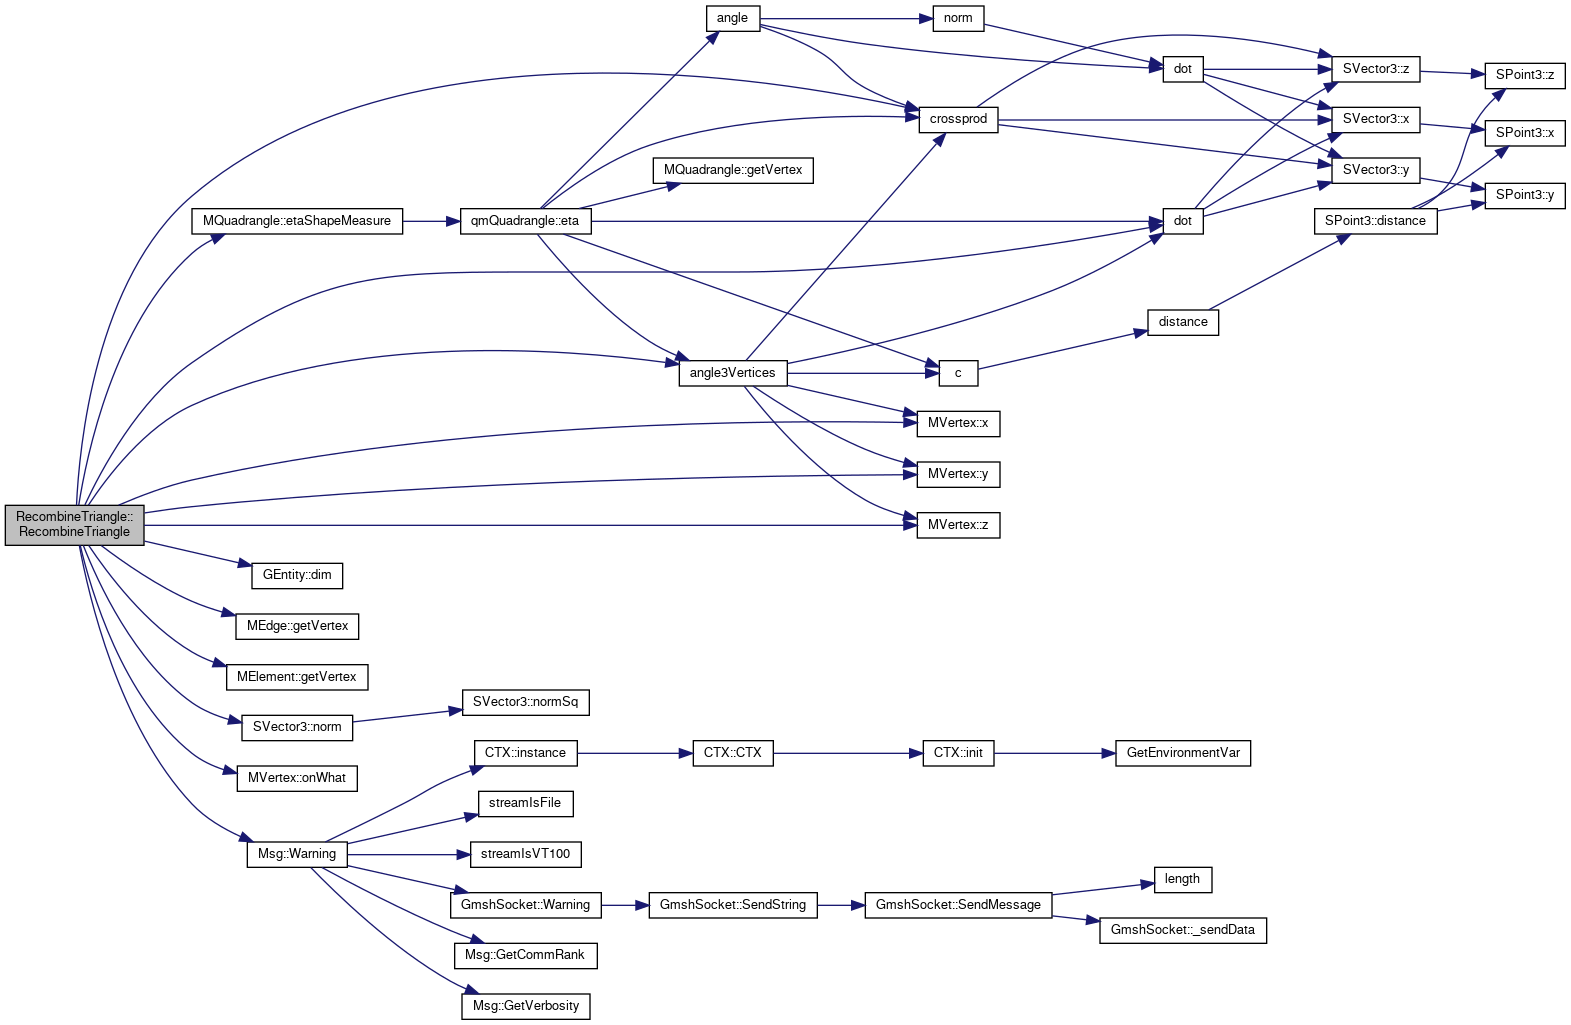 angle
norm
dot
SVector3::z
SPoint3::z
crossprod
SVector3::x
SPoint3::x
MQuadrangle::getVertex
SVector3::y
SPoint3::y
MQuadrangle::etaShapeMeasure
qmQuadrangle::eta
dot
SPoint3::distance
distance
angle3Vertices
c
MVertex::x
MVertex::y
RecombineTriangle::
RecombineTriangle
MVertex::z
GEntity::dim
MEdge::getVertex
MElement::getVertex
SVector3::norm
SVector3::normSq
CTX::instance
CTX::CTX
CTX::init
GetEnvironmentVar
MVertex::onWhat
streamIsFile
Msg::Warning
streamIsVT100
length
GmshSocket::Warning
GmshSocket::SendString
GmshSocket::SendMessage
GmshSocket::_sendData
Msg::GetCommRank
Msg::GetVerbosity